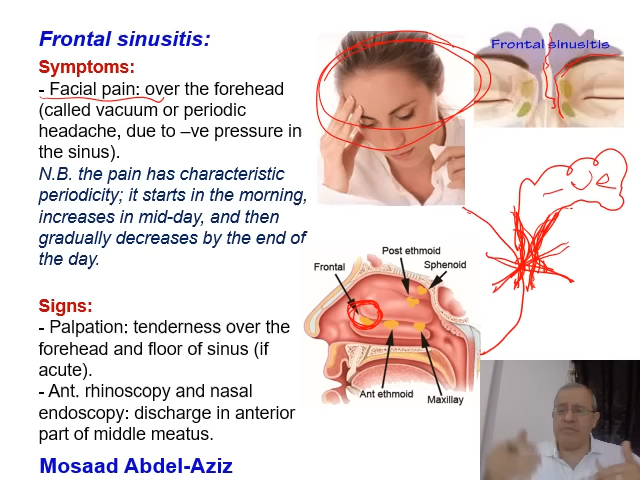 Frontal sinusitis:
Symptoms:
- Facial pain: over the forehead
(called vacuum or periodic
headache, due to –ve pressure in
the sinus).
N.B. the pain has characteristic
periodicity; it starts in the morning,
increases in mid-day, and then
gradually decreases by the end of
the day.
Signs:
- Palpation: tenderness over the
forehead and floor of sinus (if
acute).
- Ant. rhinoscopy and nasal
endoscopy: discharge in anterior
part of middle meatus.
Mosaad Abdel-Aziz
Frontal sinusitis
Post ethmoid
Sphenoid
Frontal
Ant ethmoid
Maxillay